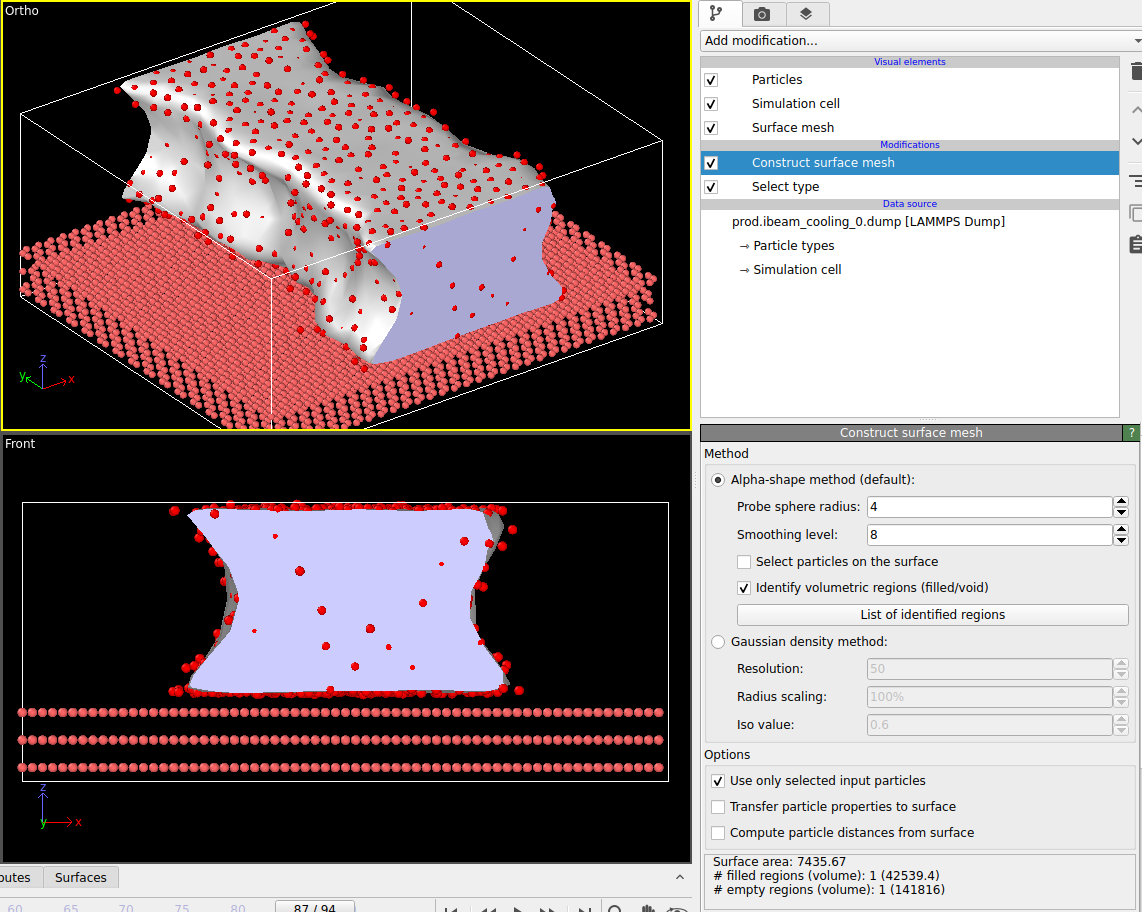 Ortho
z
y
x
Front
z
y
x
Add modification...
Visual elements
Particles
Simulation cell
Surface mesh
Modifications
Construct surface mesh
Select type
Data source
prod.ibeam_cooling_0.dump [LAMMPS Dump]
→ Particle types
→ Simulation cell
Construct surface mesh
?
Method
Alpha-shape method (default):
Probe sphere radius: 4
Smoothing level: 8
Select particles on the surface
Identify volumetric regions (filled/void)
List of identified regions
Gaussian density method:
Resolution: 50
Radius scaling: 100%
Iso value: 0.6
Options
Use only selected input particles
Transfer particle properties to surface
Compute particle distances from surface
Surface area: 7435.67
# filled regions (volume): 1 (42539.4)
# empty regions (volume): 1 (141816)
butes Surfaces
60 65 70 75 80 87 / 94